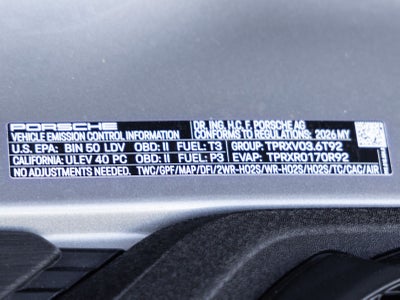 PORSCHE DR. ING. H.C. F. PORSCHE AG
VEHICLE EMISSION CONTROL INFORMATION CONFORMS TO REGULATIONS: 2026 MY
U.S. EPA: BIN 50 LDV OBD: II FUEL: T3 GROUP: TPRXV03.6T92
CALIFORNIA: ULEV 40 PC OBD: II FUEL: P3 EVAP: TPRXR0170R92
NO ADJUSTMENTS NEEDED. TWC/GPF/MAP/DFI/2WR-HO2S/WR-HO2S/HO2S/TC/CAC/AIR